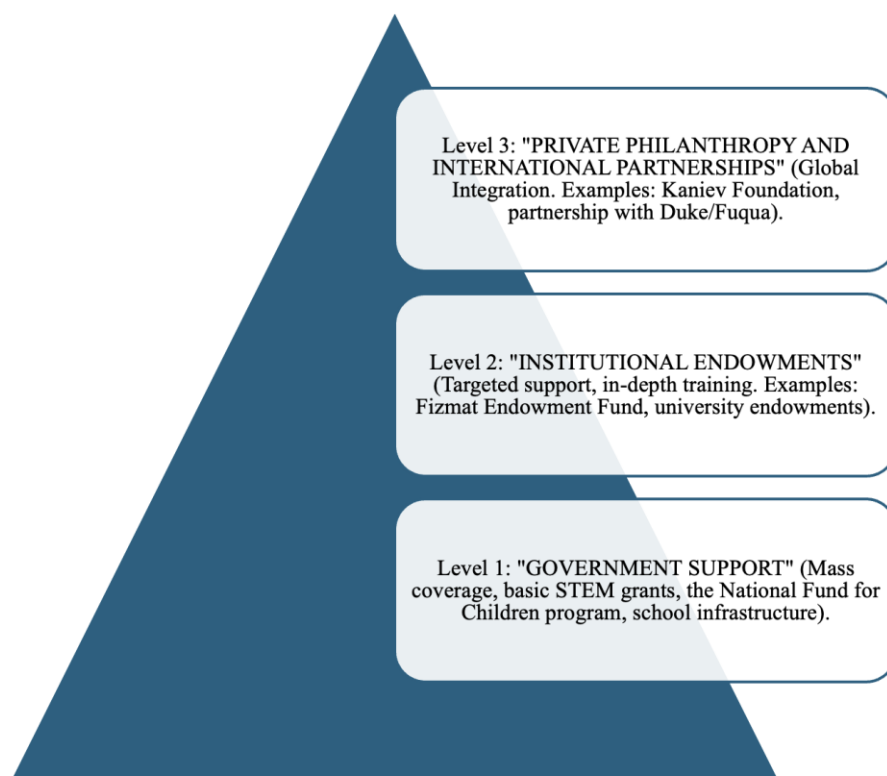 Level 3: "PRIVATE PHILANTHROPY AND
INTERNATIONAL PARTNERSHIPS" (Global
Integration. Examples: Kaniev Foundation,
partnership with Duke/Fuqua).
Level 2: "INSTITUTIONAL ENDOWMENTS"
(Targeted support, in-depth training. Examples:
Fizmat Endowment Fund, university endowments).
Level 1: "GOVERNMENT SUPPORT" (Mass
coverage, basic STEM grants, the National Fund for
Children program, school infrastructure).